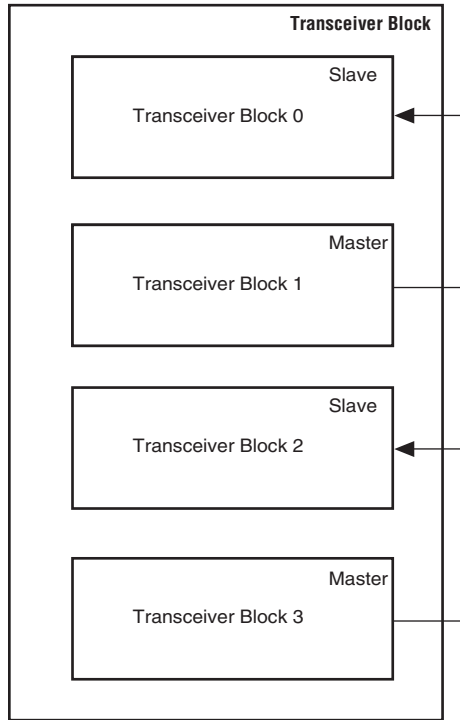 Transceiver Block
Slave
Transceiver Block 0
Master
Transceiver Block 1
Slave
Transceiver Block 2
Master
Transceiver Block 3